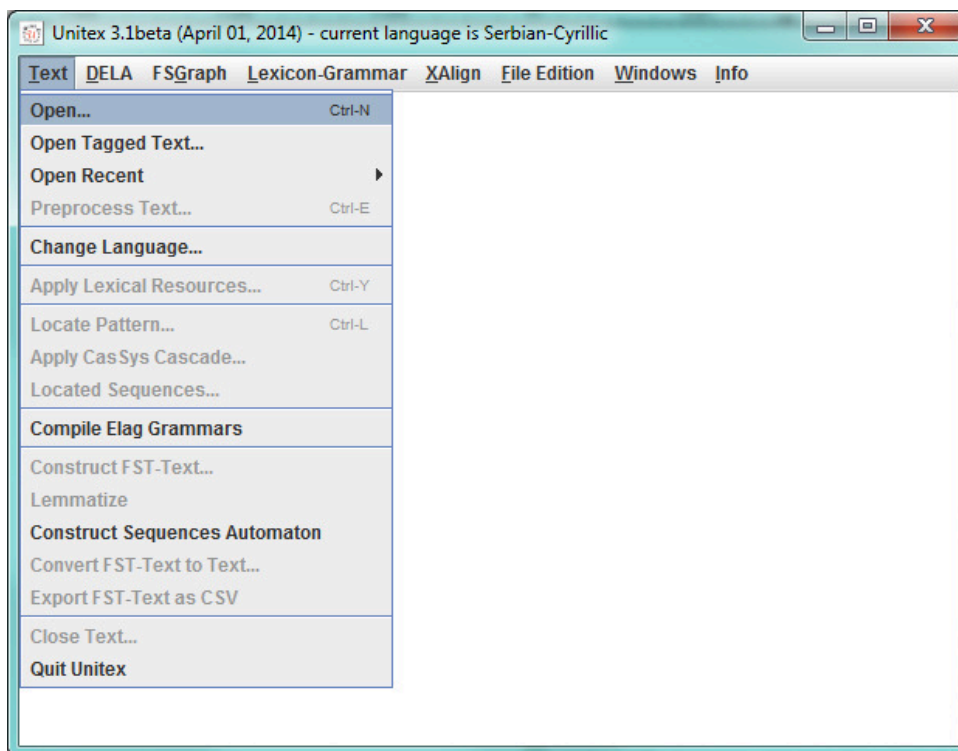 Unitex 3.1beta (April 01, 2014) - current language is Serbian-Cyrillic
Text DELA FSGraph Lexicon-Grammar XAlign File Edition Windows Info
Open... Ctrl-N
Open Tagged Text...
Open Recent
Preprocess Text... Ctrl-E
Change Language...
Apply Lexical Resources... Ctrl-Y
Locate Pattern... Ctrl-L
Apply CasSys Cascade...
Located Sequences...
Compile Elag Grammars
Construct FST-Text...
Lemmatize
Construct Sequences Automaton
Convert FST-Text to Text...
Export FST-Text as CSV
Close Text...
Quit Unitex